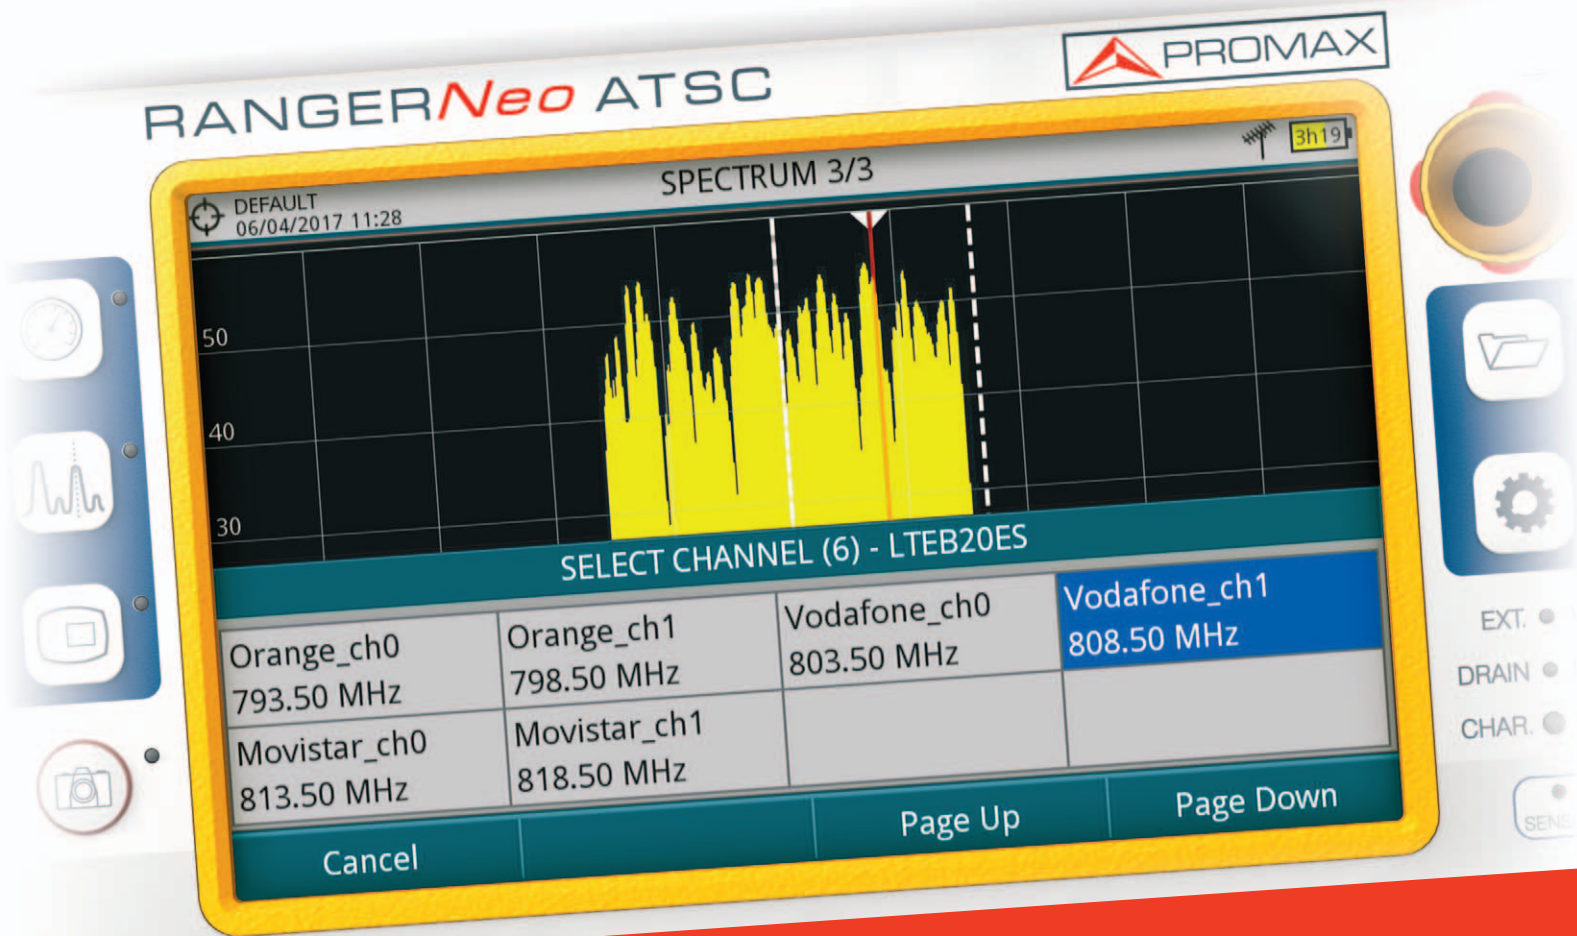 RANGERNeo ATSC
PROMAX
DEFAULT
06/04/2017 11:28
SPECTRUM 3/3
3h19
50
40
30
SELECT CHANNEL (6) - LTEB20ES
Orange_ch0
793.50 MHz
Orange_ch1
798.50 MHz
Vodafone_ch0
803.50 MHz
Vodafone_ch1
808.50 MHz
Movistar_ch0
813.50 MHz
Movistar_ch1
818.50 MHz
Cancel
Page Up
Page Down
EXT.
DRAIN
CHAR.